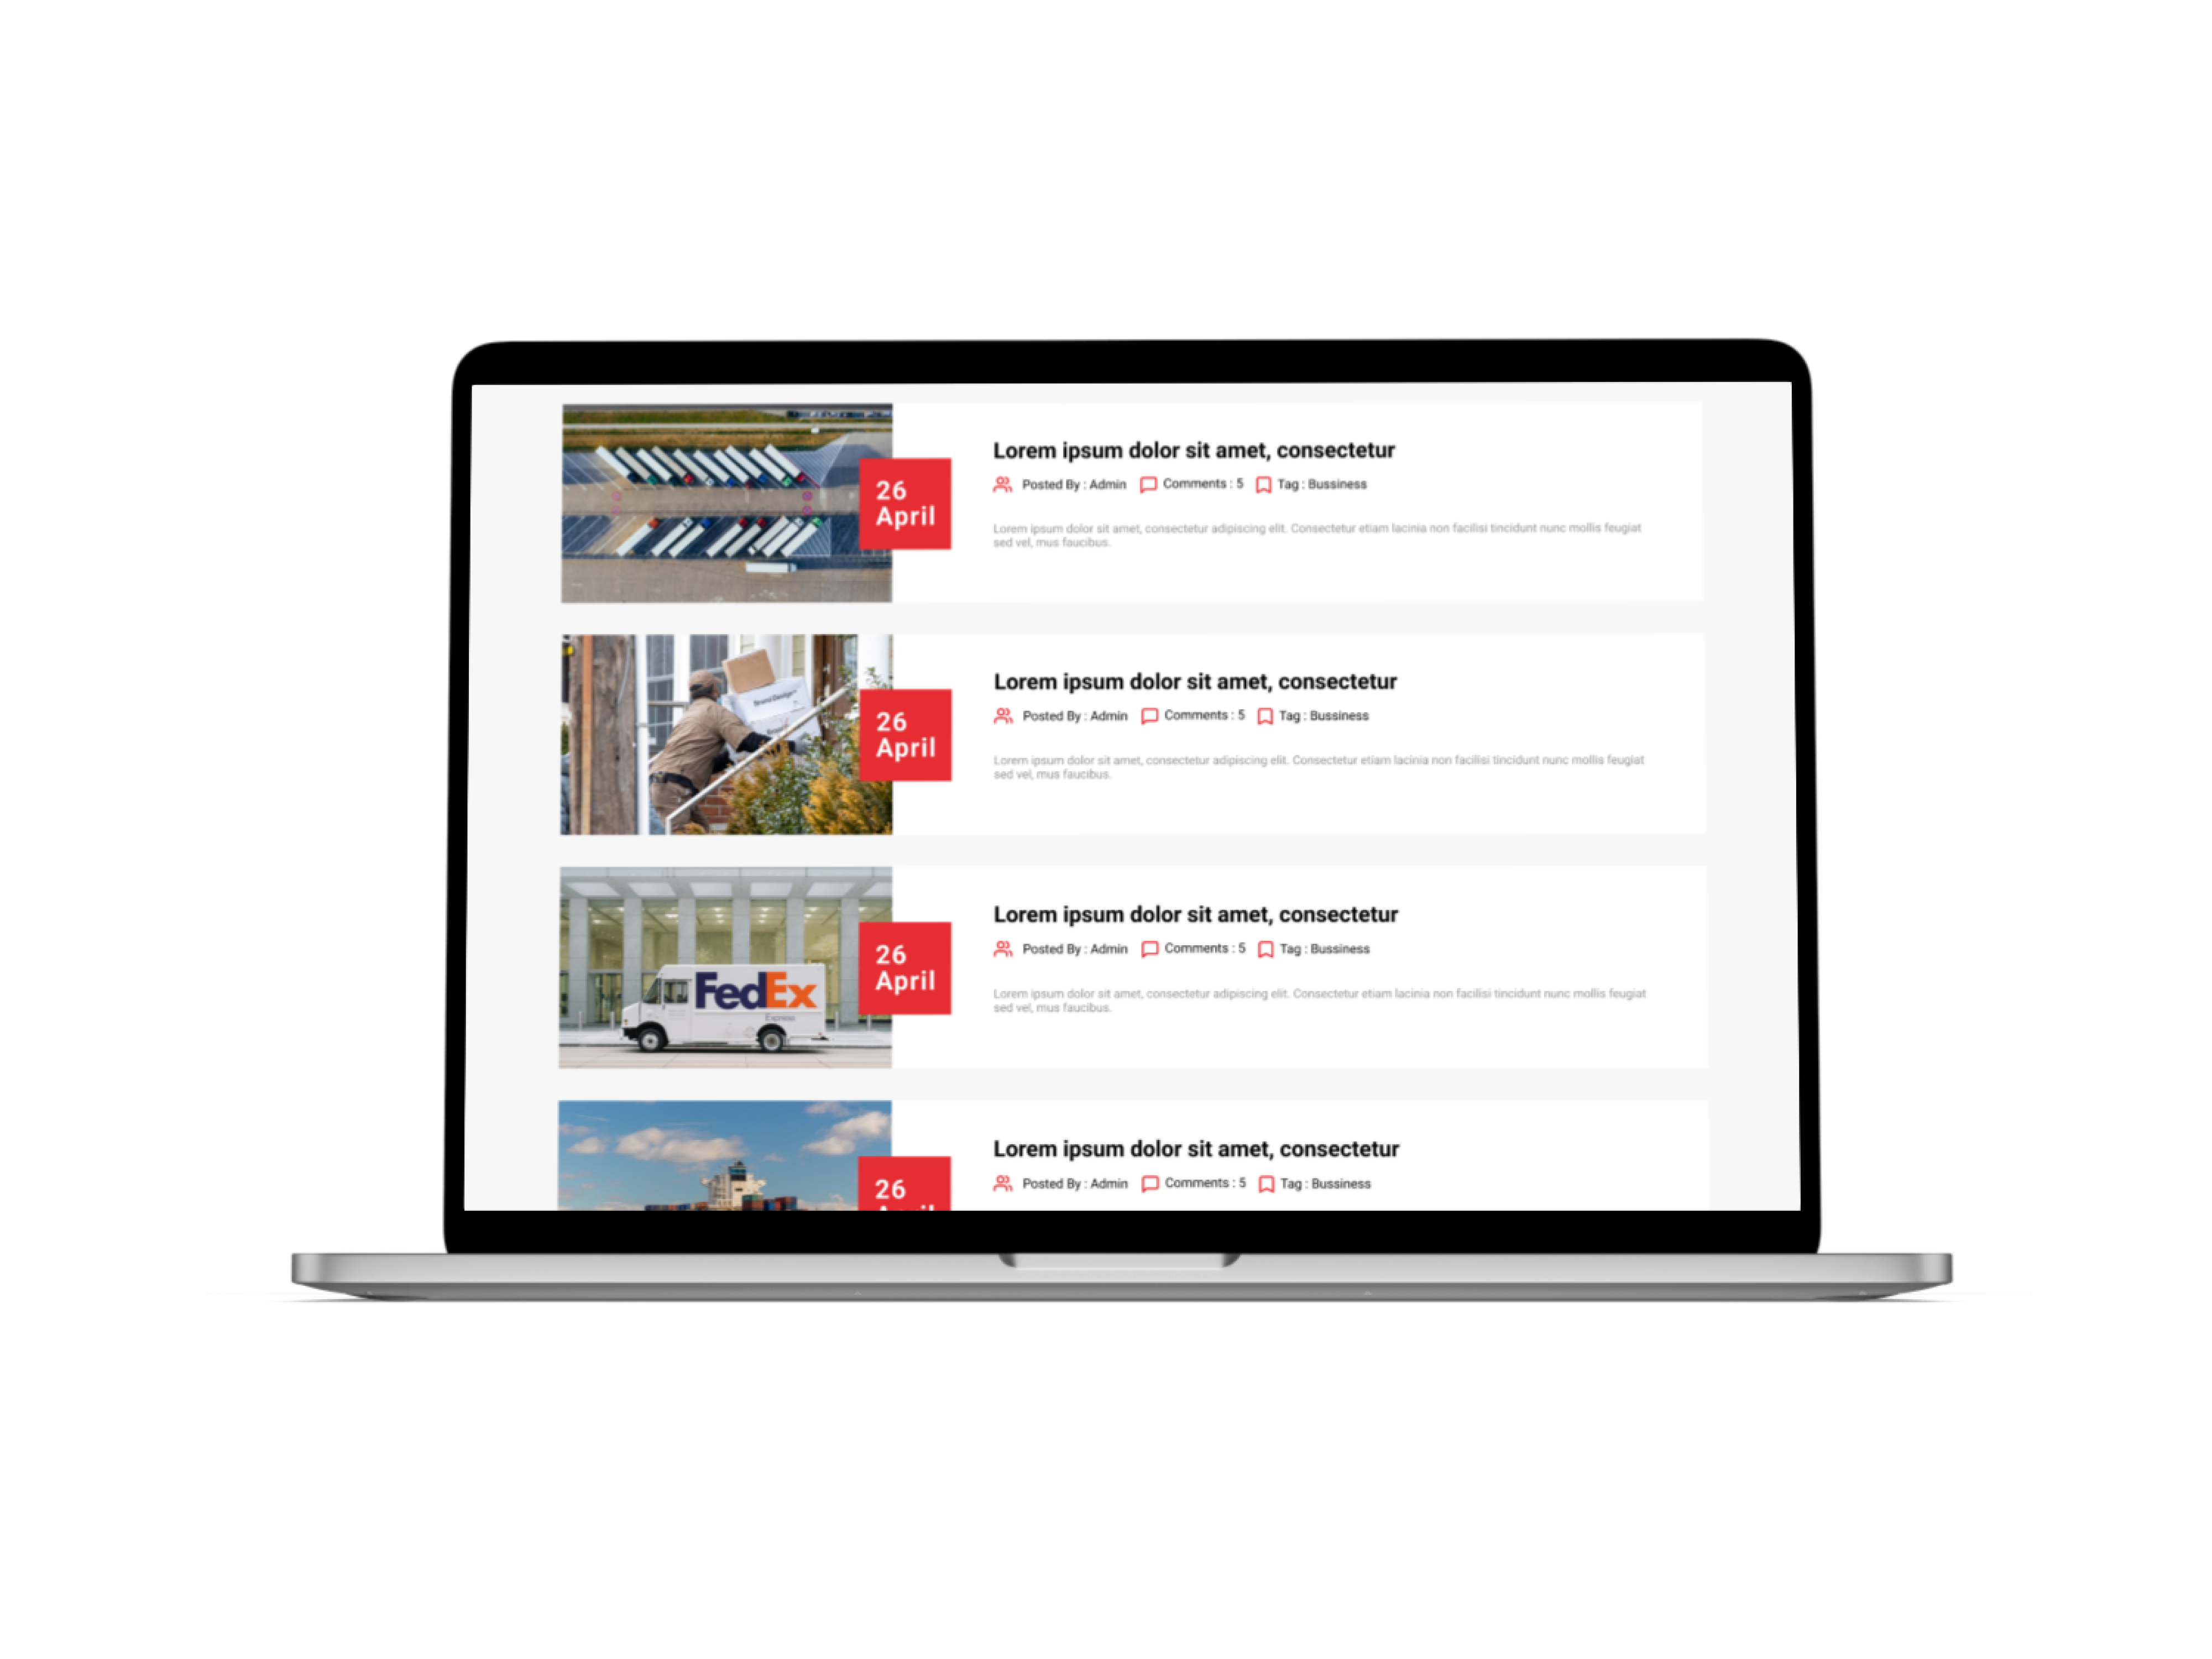 26
April
Lorem ipsum dolor sit amet, consectetur
Posted By : Admin Comments : 5 Tag : Bussiness
Lorem ipsum dolor sit amet, consectetur adipiscing elit. Consectetur etiam lacinia non facilisi tincidunt nunc mollis feugiat
sed vel, mus faucibus.
Brand Design
26
April
Lorem ipsum dolor sit amet, consectetur
Posted By : Admin Comments : 5 Tag : Bussiness
Lorem ipsum dolor sit amet, consectetur adipiscing elit. Consectetur etiam lacinia non facilisi tincidunt nunc mollis feugiat
sed vel, mus faucibus.
FedEx
Express
26
April
Lorem ipsum dolor sit amet, consectetur
Posted By : Admin Comments : 5 Tag : Bussiness
Lorem ipsum dolor sit amet, consectetur adipiscing elit. Consectetur etiam lacinia non facilisi tincidunt nunc mollis feugiat
sed vel, mus faucibus.
26
Lorem ipsum dolor sit amet, consectetur
Posted By : Admin Comments : 5 Tag : Bussiness